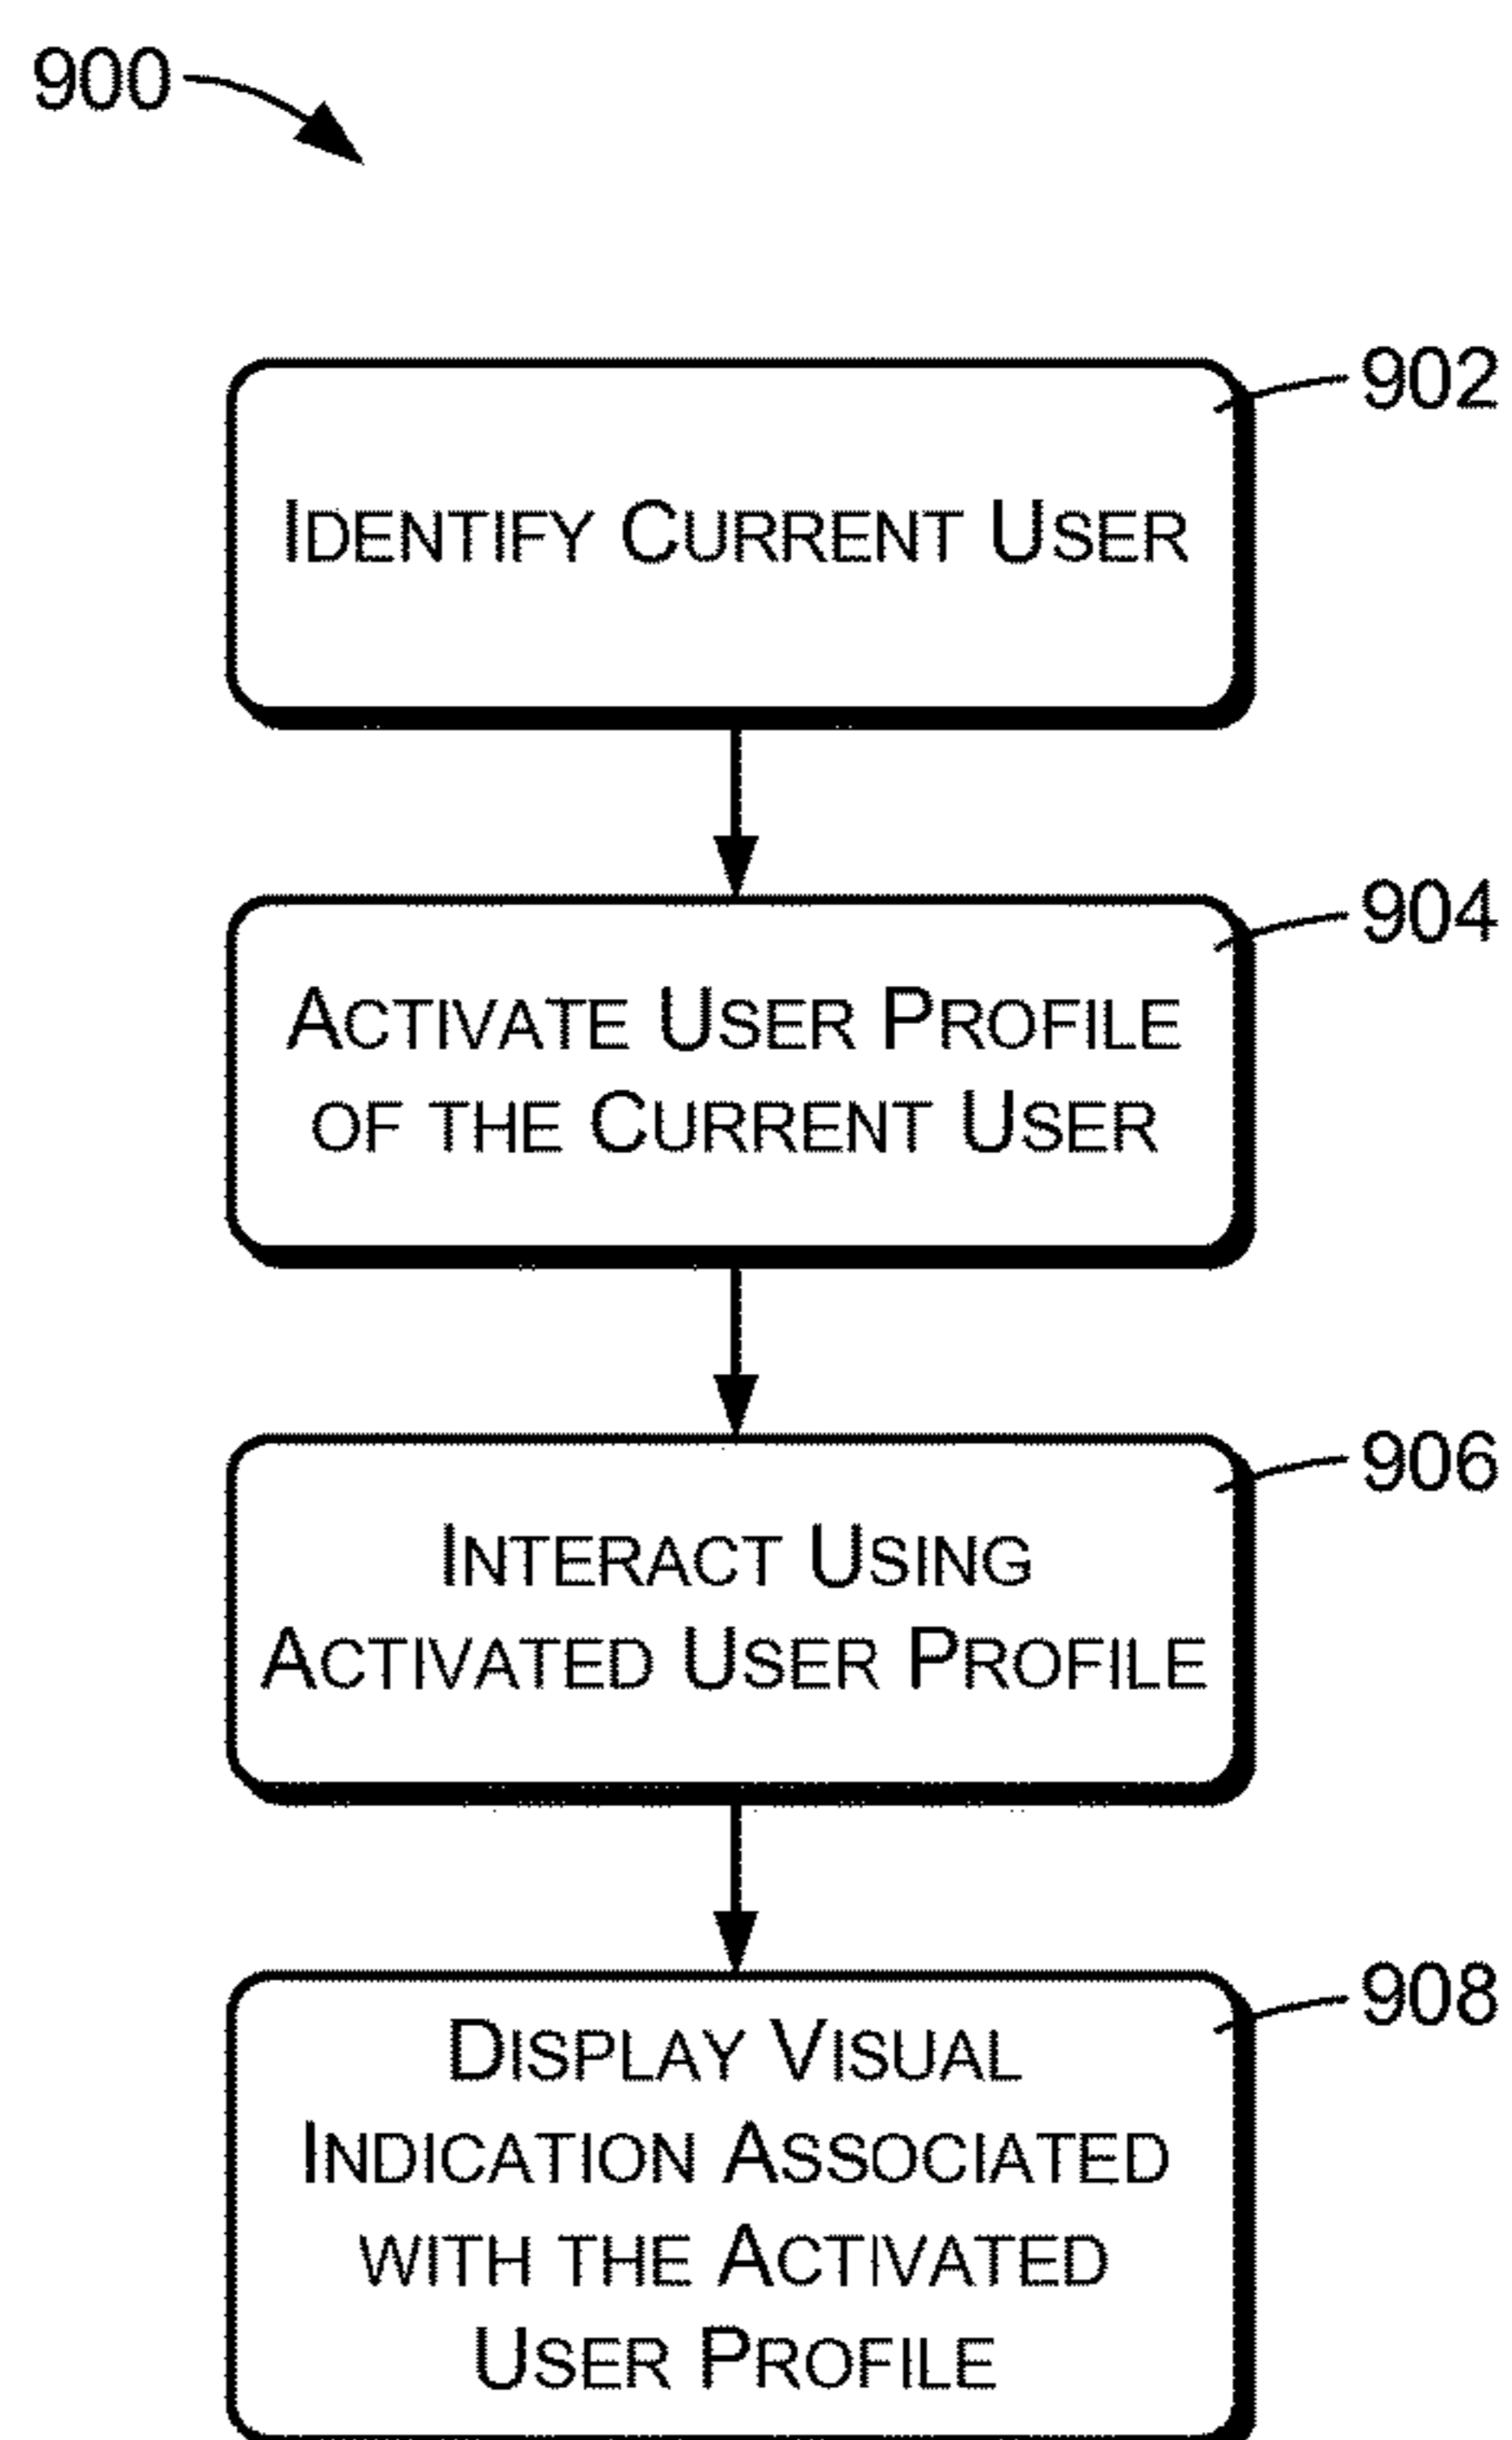 900
902
IDENTIFY CURRENT USER
904
ACTIVATE USER PROFILE
OF THE CURRENT USER
906
INTERACT USING
ACTIVATED USER PROFILE
908
DISPLAY VISUAL
INDICATION ASSOCIATED
WITH THE ACTIVATED
USER PROFILE